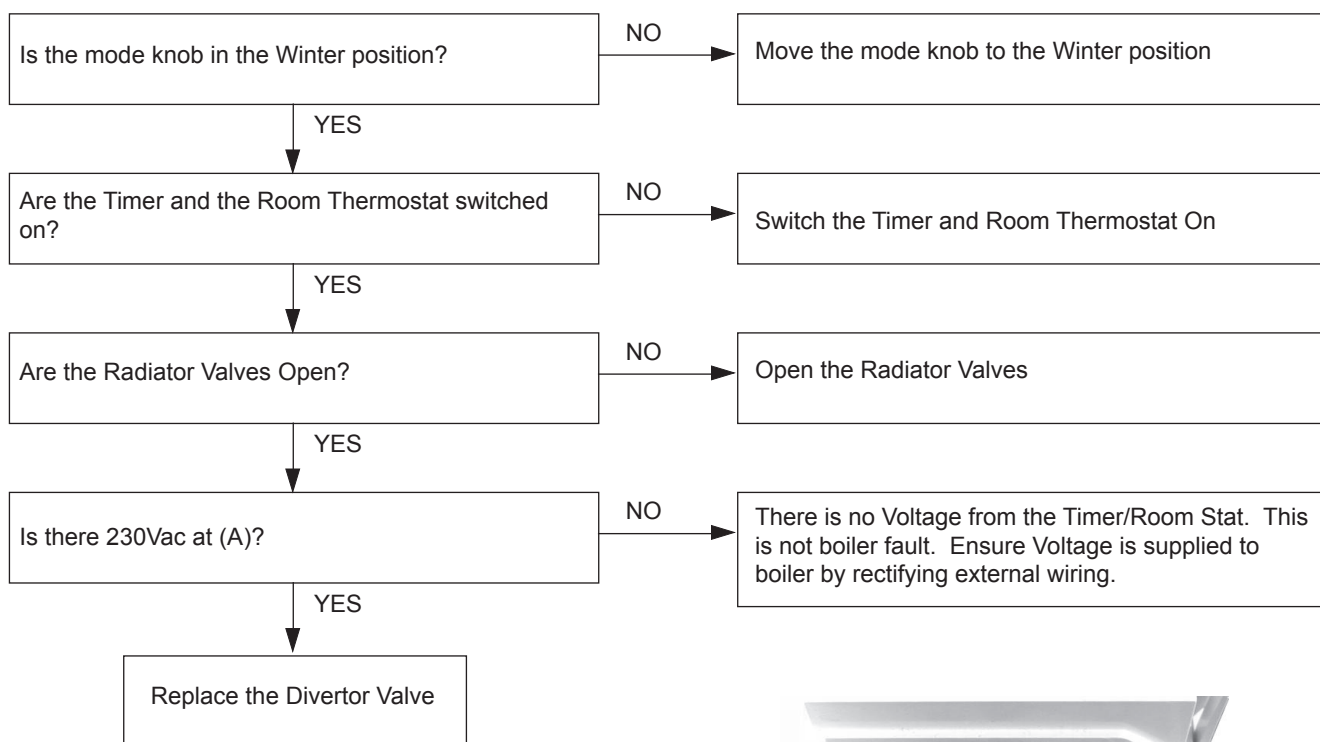 Is the mode knob in the Winter position?
NO
Move the mode knob to the Winter position
YES
Are the Timer and the Room Thermostat switched
on?
NO
Switch the Timer and Room Thermostat On
YES
Are the Radiator Valves Open?
NO
Open the Radiator Valves
YES
Is there 230Vac at (A)?
NO
There is no Voltage from the Timer/Room Stat.  This
is not boiler fault.  Ensure Voltage is supplied to
boiler by rectifying external wiring.
YES
Replace the Divertor Valve